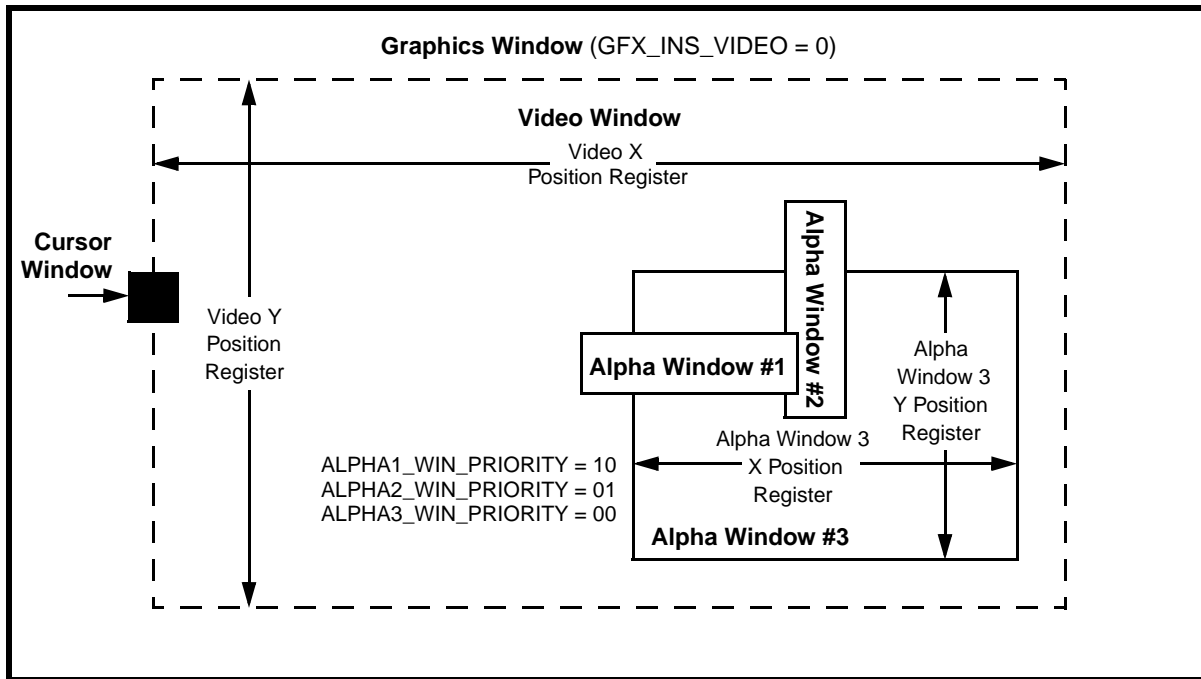 Graphics Window (GFX_INS_VIDEO = 0)
Video Window
Video X
Position Register
Cursor
Window
Video Y
Position
Register
Alpha Window #2
Alpha Window #1
Alpha
Window 3
Y Position
Register
Alpha Window 3
X Position
Register
ALPHA1_WIN_PRIORITY = 10
ALPHA2_WIN_PRIORITY = 01
ALPHA3_WIN_PRIORITY = 00
Alpha Window #3